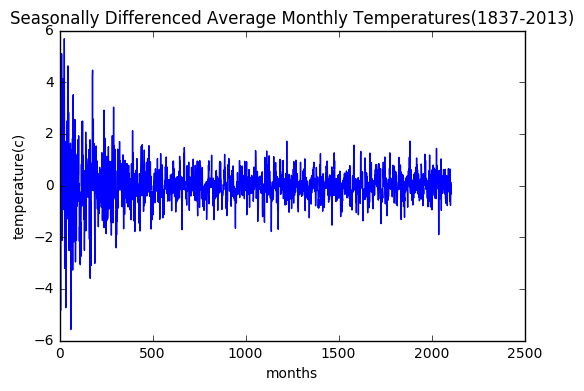 Seasonally Differenced Average Monthly Temperatures(1837-2013)
6
4
2
0
−2
−4
−6
temperature(c)
0 500 1000 1500 2000 2500
months